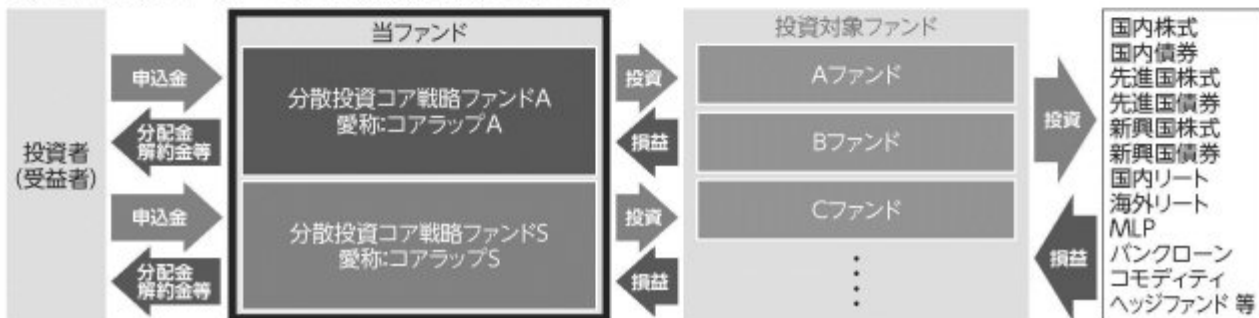 投資者
(受益者)
申込金
分配金
解約金等
申込金
分配金
解約金等
当ファンド
分散投資コア戦略ファンドA
愛称:コアラップA
分散投資コア戦略ファンドS
愛称:コアラップS
投資
損益
投資
損益
投資対象ファンド
Aファンド
Bファンド
Cファンド
投資
損益
国内株式
国内債券
先進国株式
先進国債券
新興国株式
新興国債券
国内リート
海外リート
MLP
バンクローン
コモディティ
ヘッジファンド 等